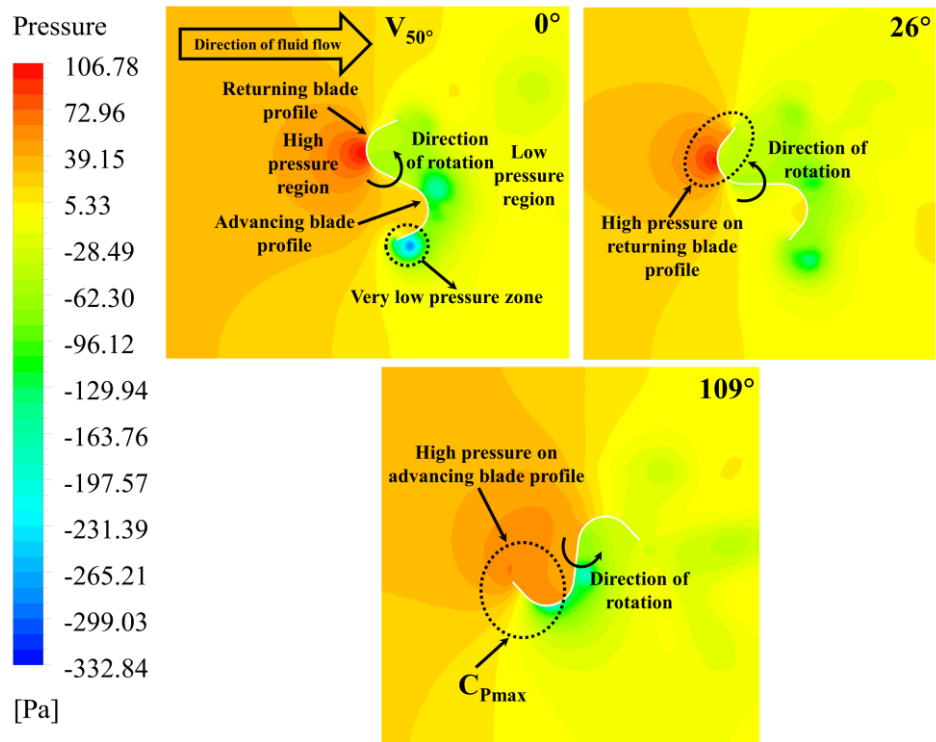 Pressure
106.78
72.96
39.15
5.33
-28.49
-62.30
-96.12
-129.94
-163.76
-197.57
-231.39
-265.21
-299.03
-332.84
[Pa]
Direction of fluid flow
V50°
0°
Returning blade
profile
High
pressure
region
Direction
of rotation
Low
pressure
region
Advancing blade
profile
Very low pressure zone
26°
Direction of
rotation
High pressure on
returning blade
profile
109°
High pressure on
advancing blade profile
Direction of
rotation
CPmax